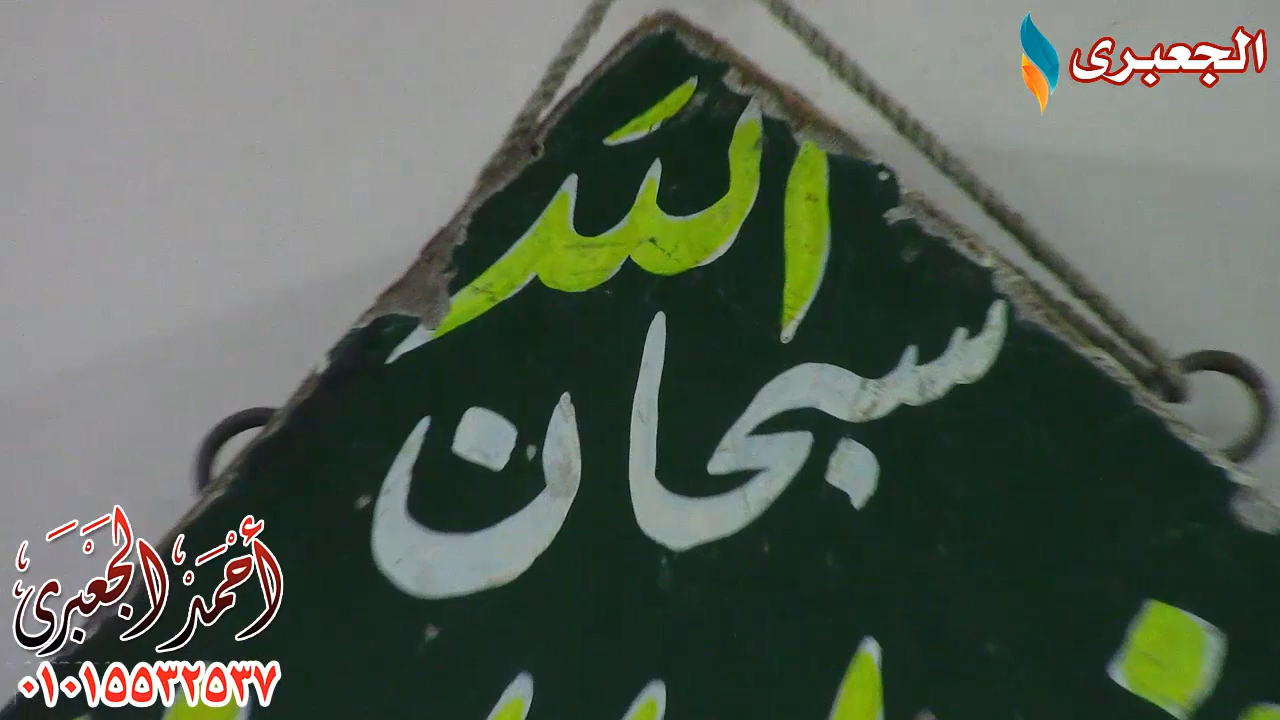 الجعبرى
الله
سبحان
أحمد الجعبرى
٠١٠١٥٥٣٢٥٣٧